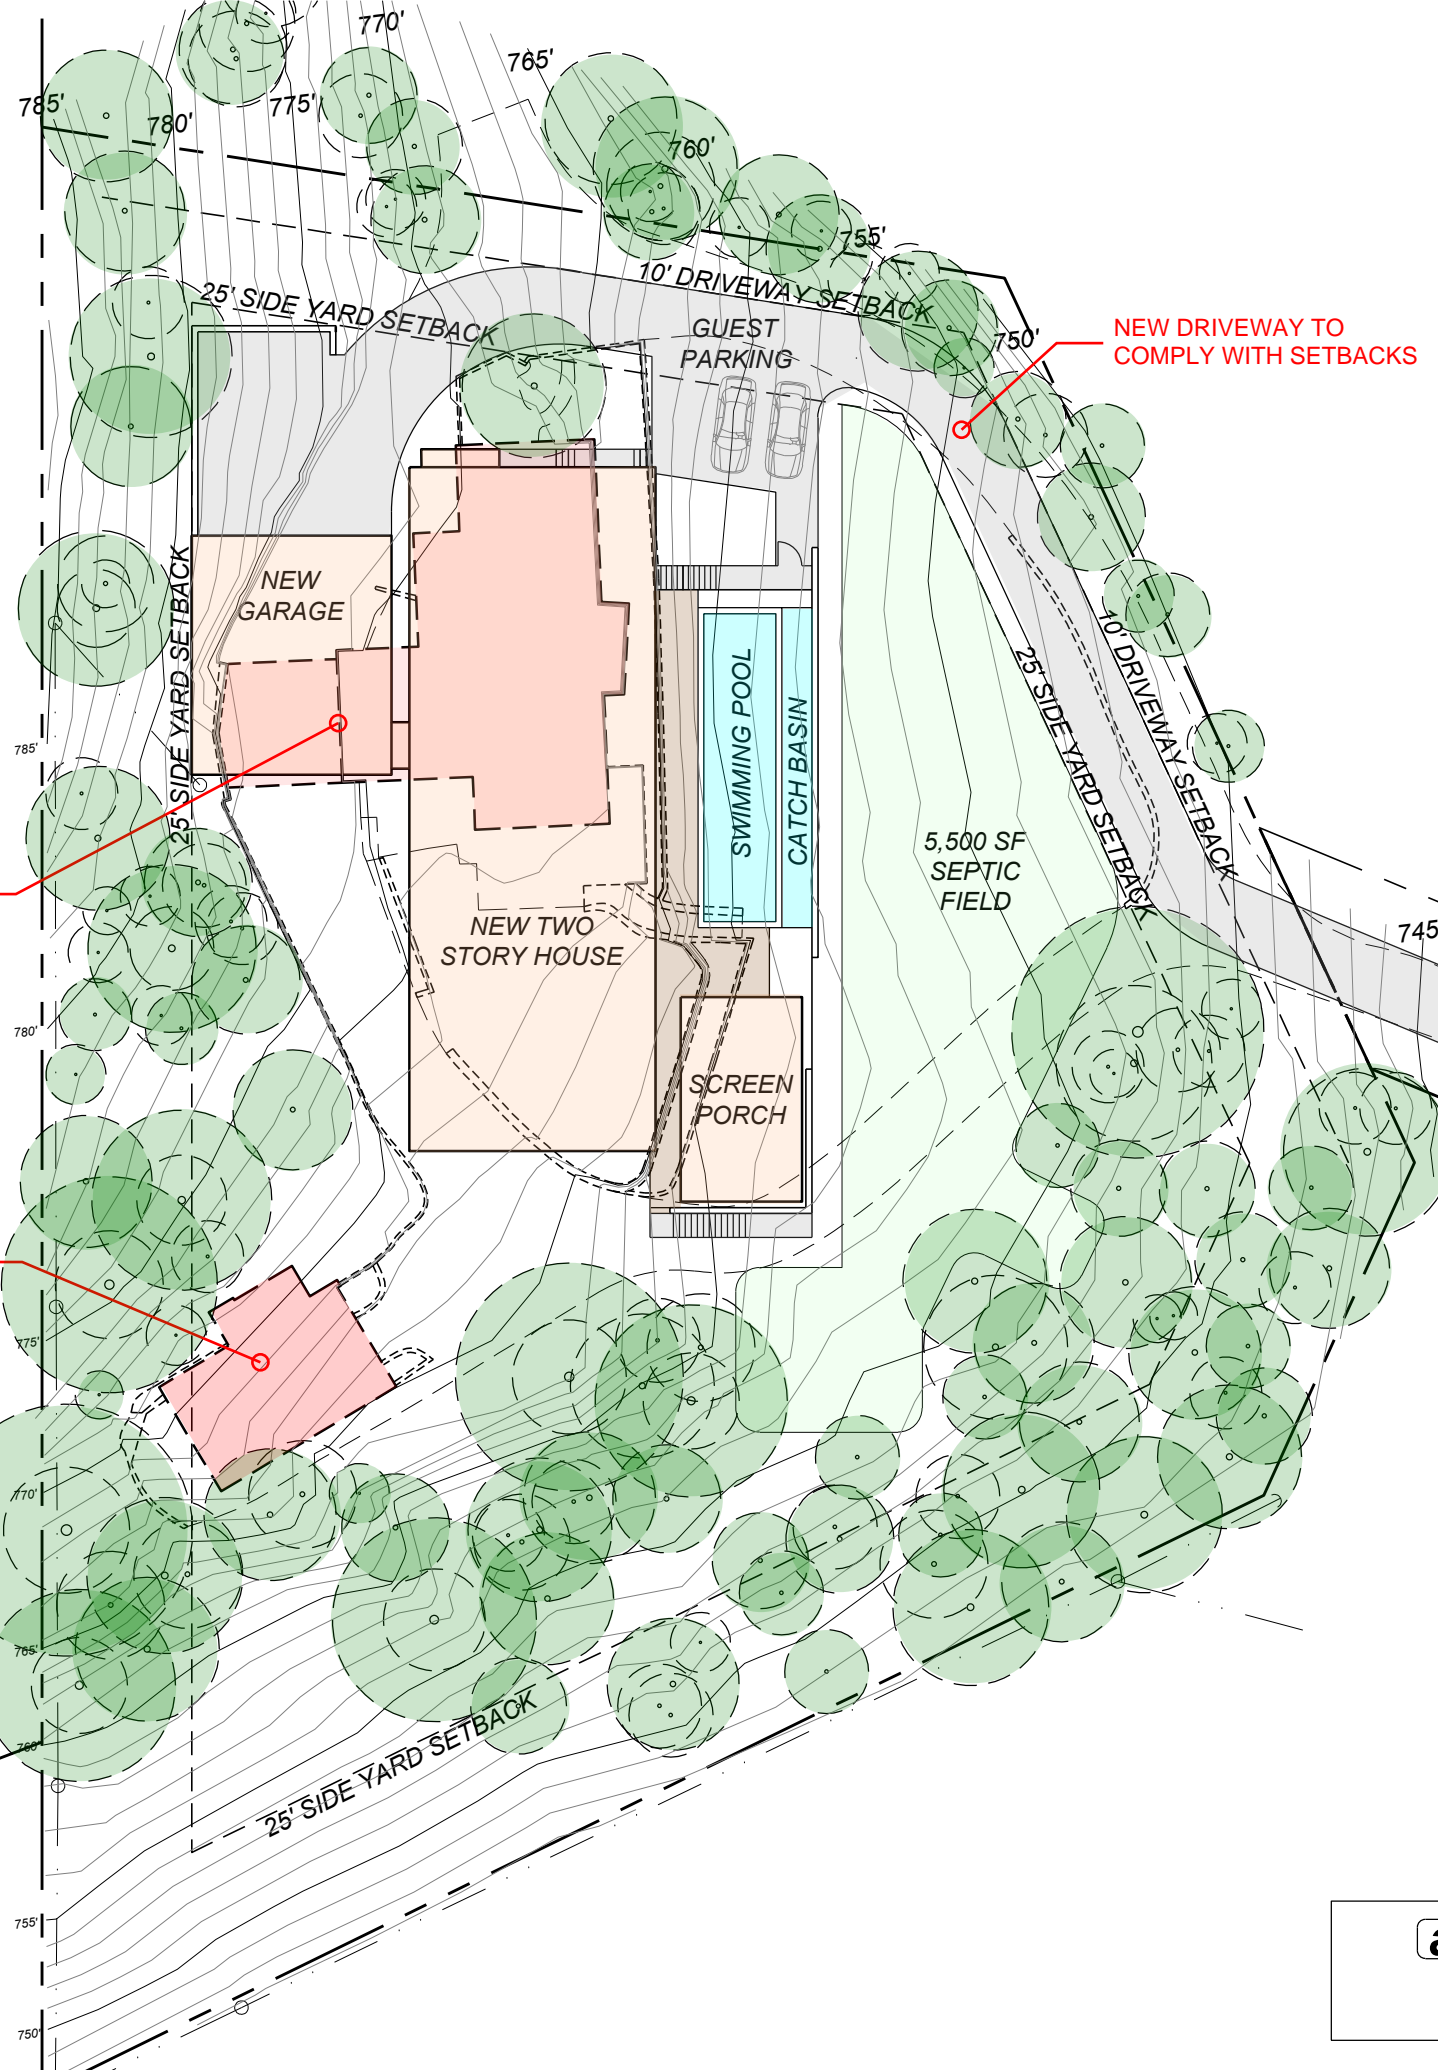 770'
765'
785'
780'
775'
760'
755'
10' DRIVEWAY SETBACK
25' SIDE YARD SETBACK
GUEST
PARKING
750'
NEW DRIVEWAY TO
COMPLY WITH SETBACKS
NEW
GARAGE
25' SIDE YARD SETBACK
10' DRIVEWAY SETBACK
25' SIDE YARD SETBACK
SWIMMING POOL
CATCH BASIN
785'
5,500 SF
SEPTIC
FIELD
NEW TWO
STORY HOUSE
745
780'
SCREEN
PORCH
775'
770'
765'
760'
25' SIDE YARD SETBACK
755'
750'